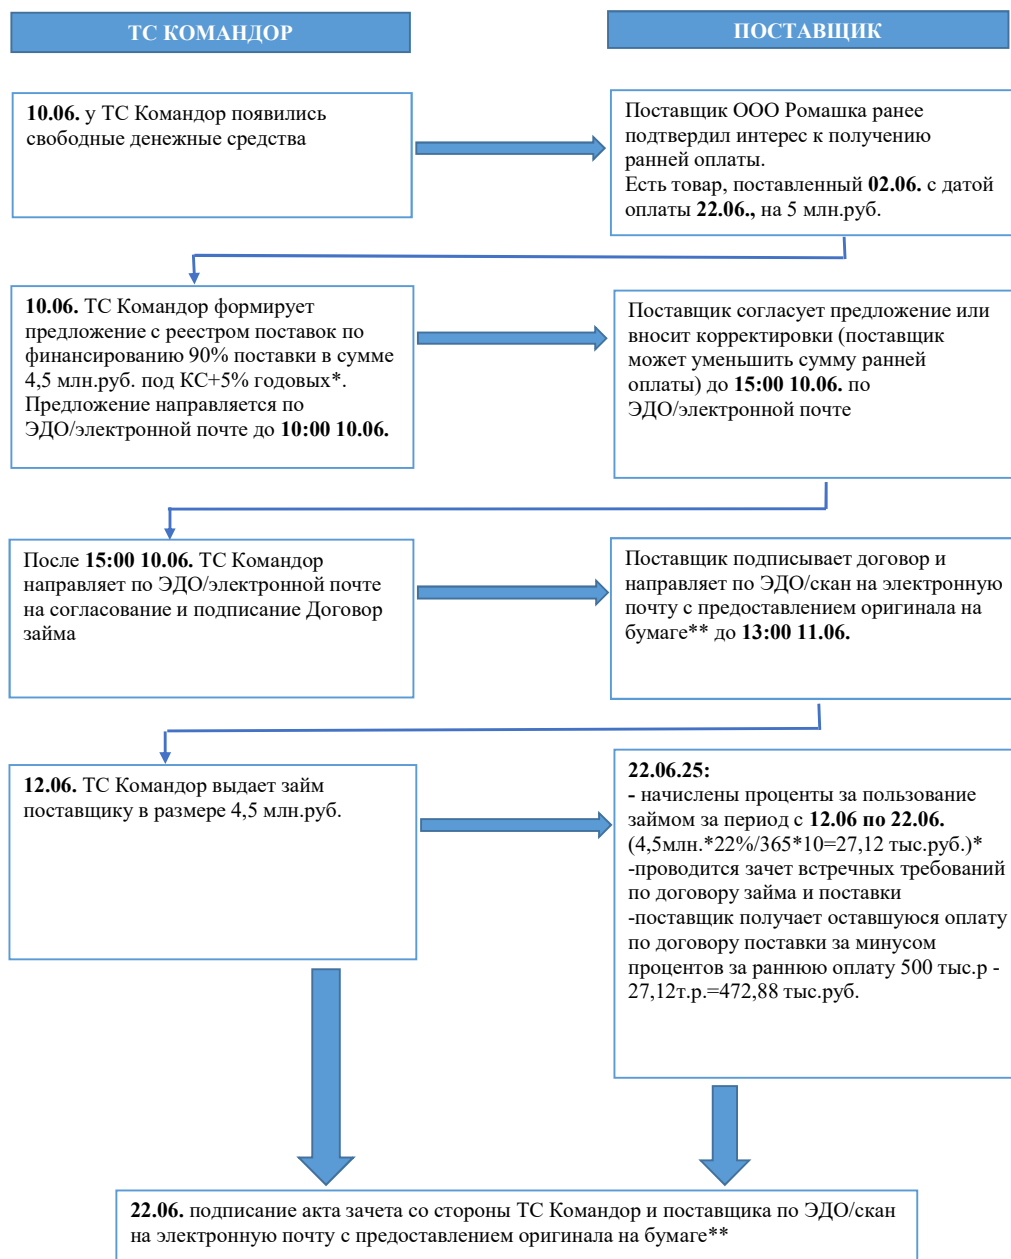 ТС КОМАНДОР
ПОСТАВЩИК
10.06. у ТС Командор появились
свободные денежные средства
Поставщик ООО Ромашка ранее
подтвердил интерес к получению
ранней оплаты.
Есть товар, поставленный 02.06. с датой
оплаты 22.06., на 5 млн.руб.
10.06. ТС Командор формирует
предложение с реестром поставок по
финансированию 90% поставки в сумме
4,5 млн.руб. под КС+5% годовых*.
Предложение направляется по
ЭДО/электронной почте до 10:00 10.06.
Поставщик согласует предложение или
вносит корректировки (поставщик
может уменьшить сумму ранней
оплаты) до 15:00 10.06. по
ЭДО/электронной почте
После 15:00 10.06. ТС Командор
направляет по ЭДО/электронной почте
на согласование и подписание Договор
займа
Поставщик подписывает договор и
направляет по ЭДО/скан на электронную
почту с предоставлением оригинала на
бумаге** до 13:00 11.06.
12.06. ТС Командор выдает займ
поставщику в размере 4,5 млн.руб.
22.06.25:
- начислены проценты за пользование
займом за период с 12.06 по 22.06.
(4,5млн.*22%/365*10=27,12 тыс.руб.)*
-проводится зачет встречных требований
по договору займа и поставки
-поставщик получает оставшуюся оплату
по договору поставки за минусом
процентов за раннюю оплату 500 тыс.р -
27,12т.р.=472,88 тыс.руб.
22.06. подписание акта зачета со стороны ТС Командор и поставщика по ЭДО/скан
на электронную почту с предоставлением оригинала на бумаге**